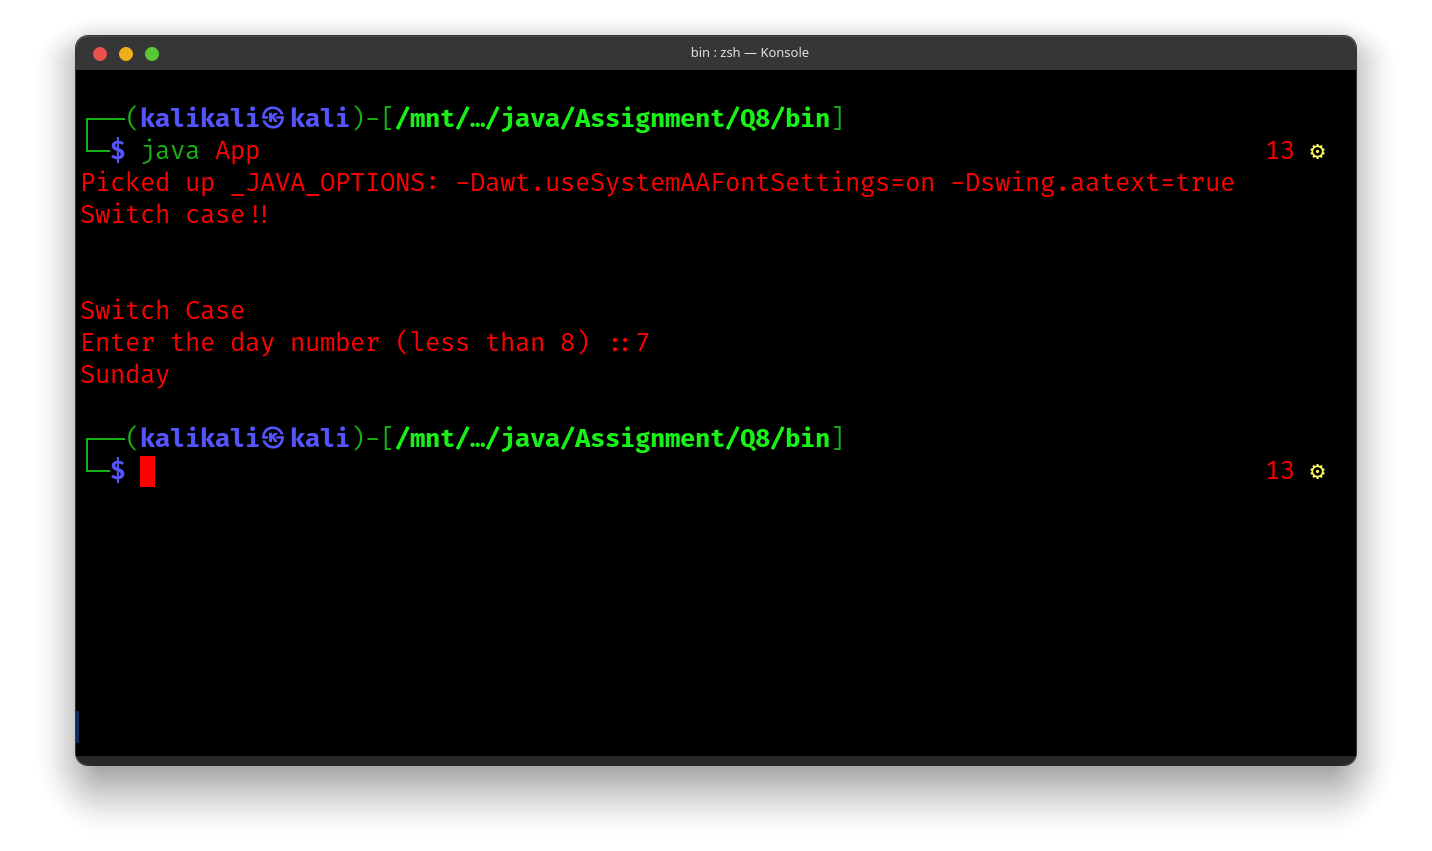 bin : zsh — Konsole
┌──(kalikali㉿kali)-[/mnt/…/java/Assignment/Q8/bin]
└─$ java App 13 ⚙
Picked up _JAVA_OPTIONS: -Dawt.useSystemAAFontSettings=on -Dswing.aatext=true
Switch case!!
Switch Case
Enter the day number (less than 8) ::7
Sunday
┌──(kalikali㉿kali)-[/mnt/…/java/Assignment/Q8/bin]
└─$ 13 ⚙